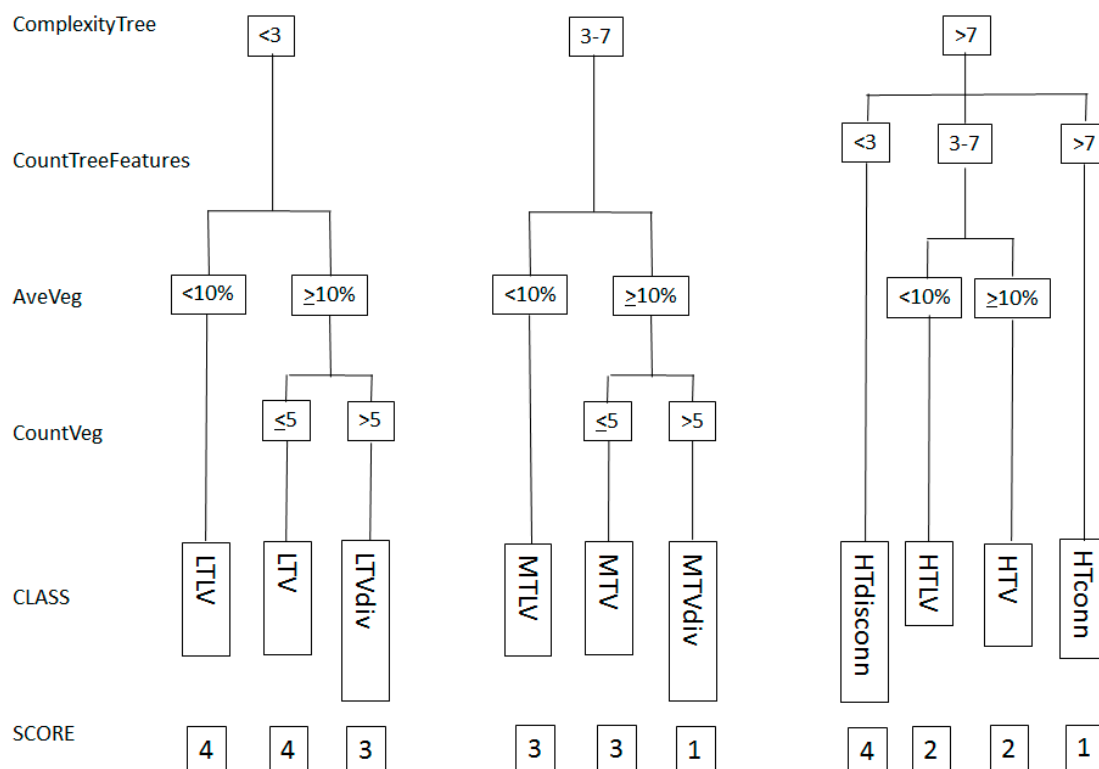 ComplexityTree
<3
3-7
>7
CountTreeFeatures
<3
3-7
>7
AveVeg
<10%
≥10%
<10%
≥10%
<10%
≥10%
CountVeg
≤5
>5
≤5
>5
CLASS
LTLV
LTV
LTVdiv
MTLV
MTV
MTVdiv
HTdisconn
HTLV
HTV
HTconn
SCORE
4
4
3
3
3
1
4
2
2
1